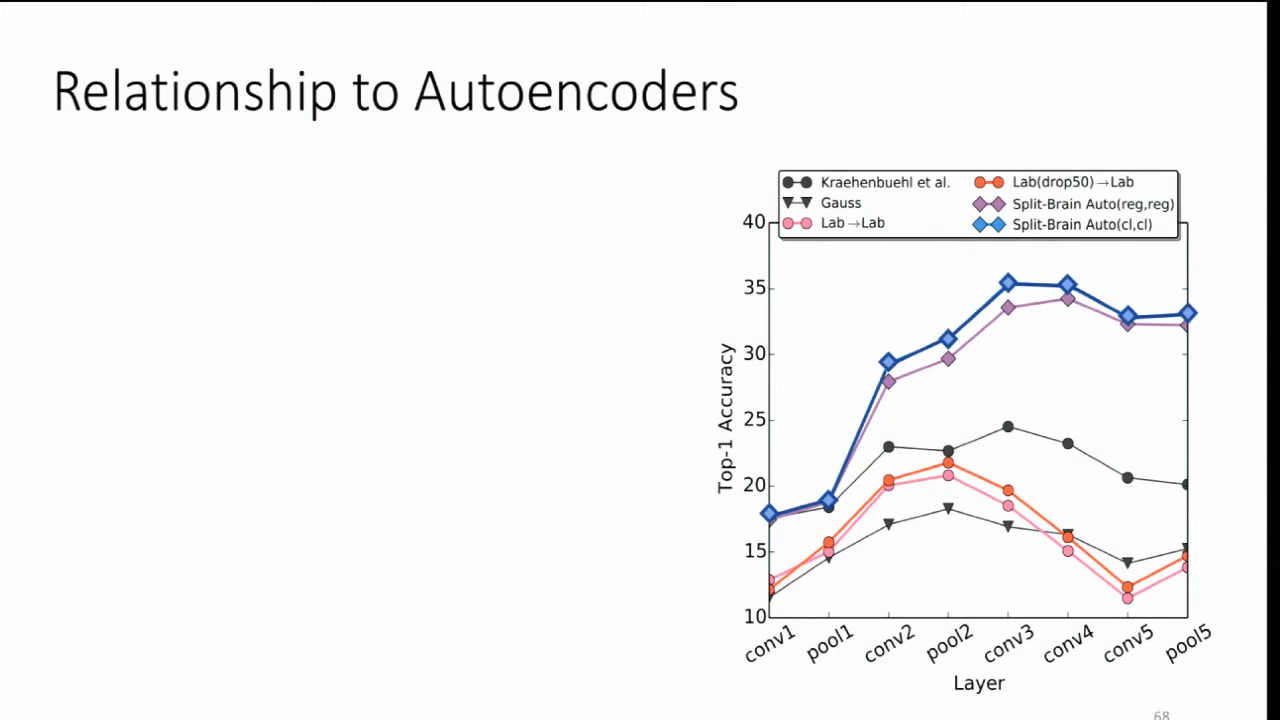 Relationship to Autoencoders
Kraehenbuehl et al.
Gauss
Lab→Lab
Lab(drop50)→Lab
Split-Brain Auto(reg,reg)
Split-Brain Auto(cl,cl)
40
35
30
25
20
15
10
Top-1 Accuracy
conv1 pool1 conv2 pool2 conv3 conv4 conv5 pool5
Layer
68